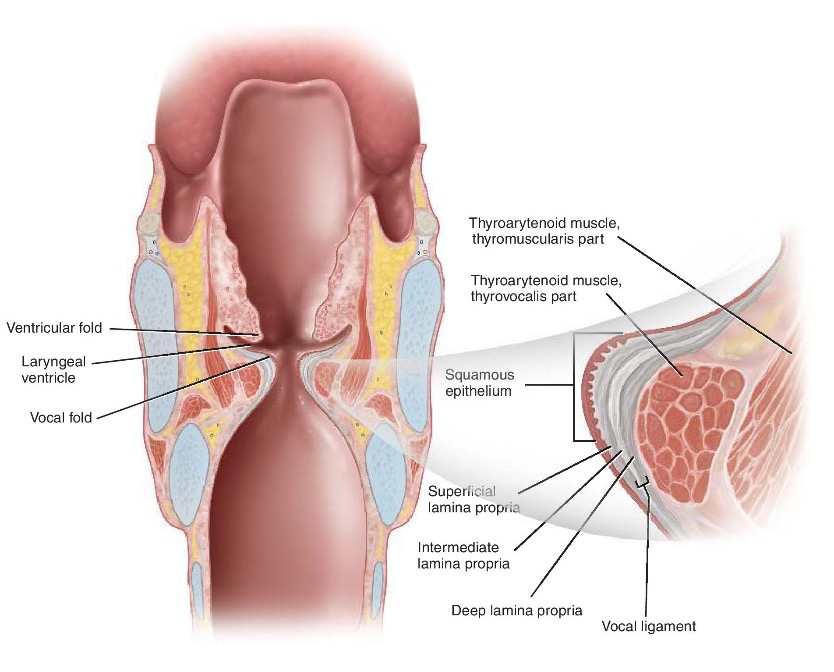 Thyroarytenoid muscle,
thyromuscularis part
Thyroarytenoid muscle,
thyrovocalis part
Ventricular fold
Laryngeal
ventricle
Vocal fold
Squamous
epithelium
Superficial
lamina propria
Intermediate
lamina propria
Deep lamina propria
Vocal ligament